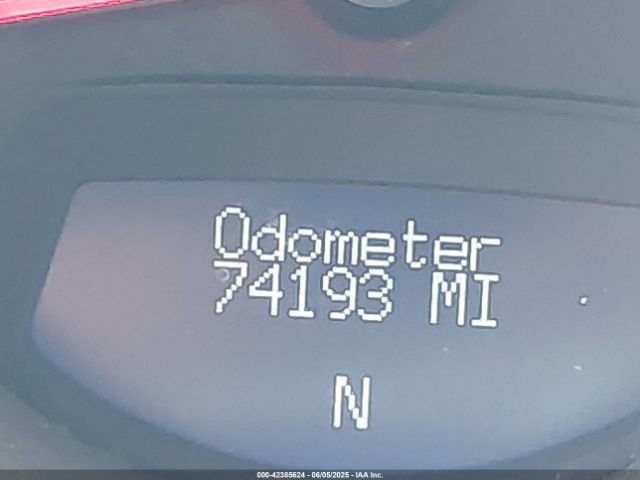 Odometer
74193 MI
N
000-42385624 - 06/05/2025 - IAA Inc.